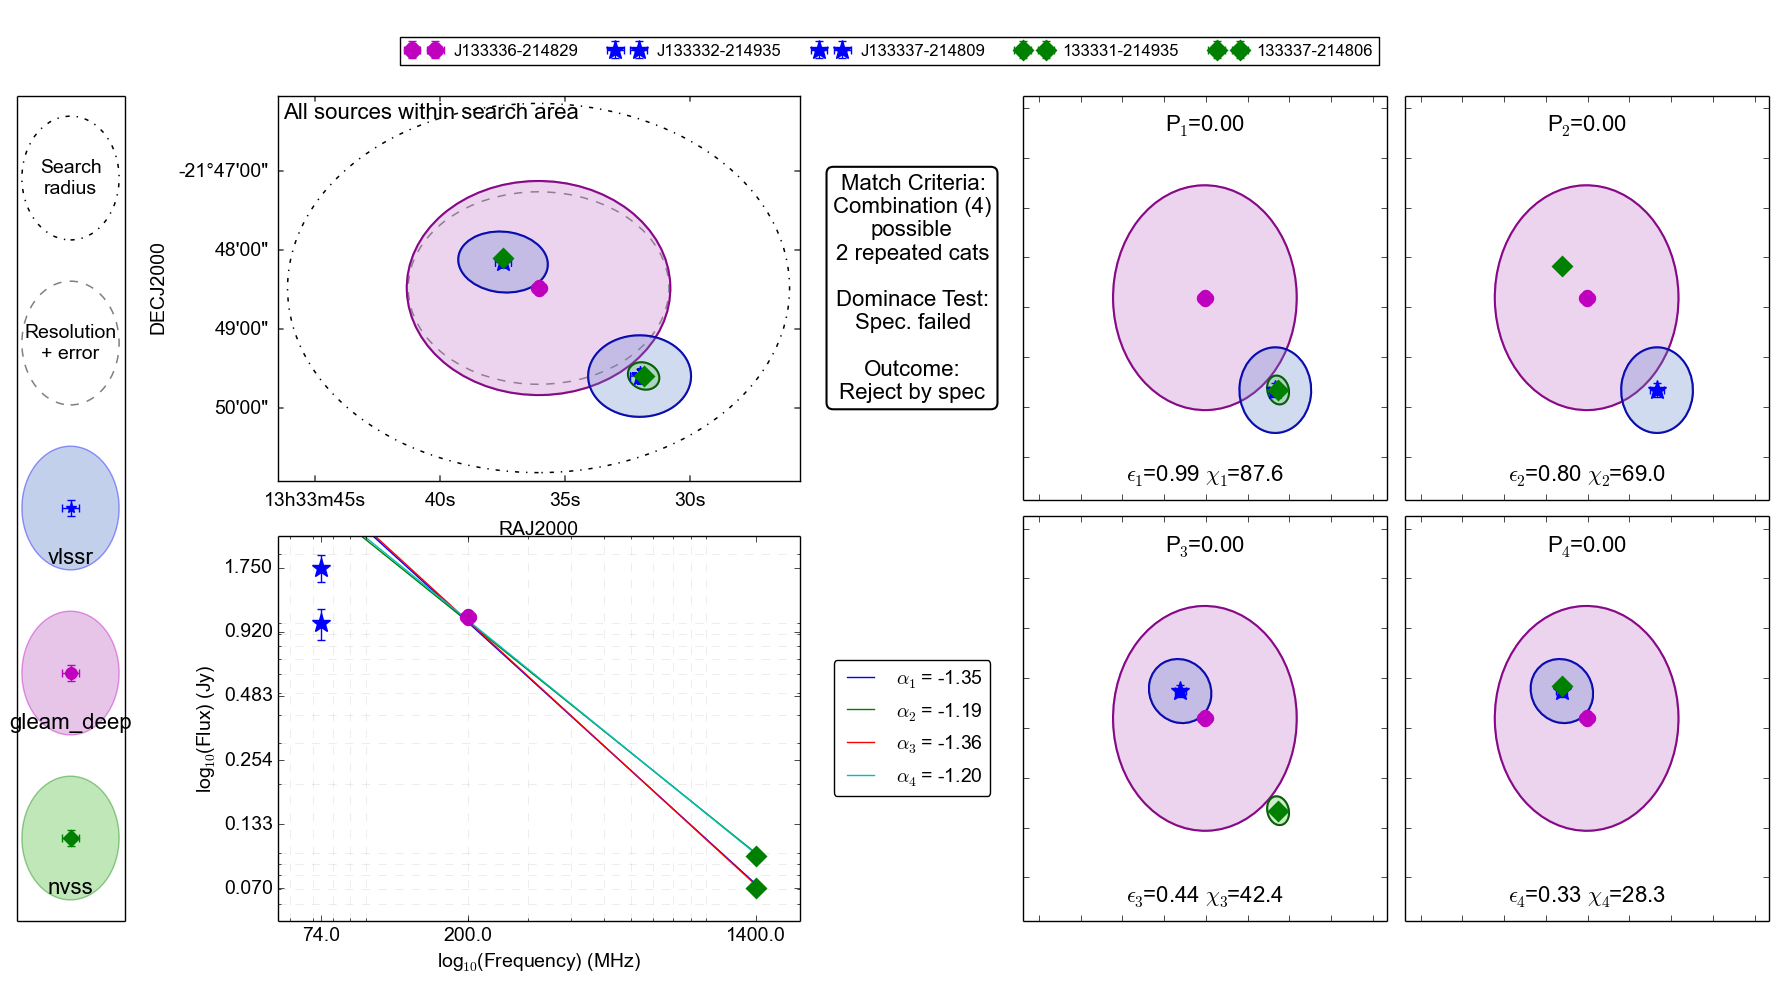 J133336-214829 J133332-214935 J133337-214809 133331-214935 133337-214806
Search
radius
Resolution
+ error
vlssr
gleam_deep
nvss
All sources within search area
DECJ2000
-21°47'00"
48'00"
49'00"
50'00"
13h33m45s 40s 35s 30s
RAJ2000
Match Criteria:
Combination (4)
possible
2 repeated cats
Dominace Test:
Spec. failed
Outcome:
Reject by spec
P₁=0.00
ϵ₁=0.99 χ₁=87.6
P₂=0.00
ϵ₂=0.80 χ₂=69.0
log₁₀(Flux) (Jy)
1.750
0.920
0.483
0.254
0.133
0.070
74.0 200.0 1400.0
log₁₀(Frequency) (MHz)
α₁ = -1.35
α₂ = -1.19
α₃ = -1.36
α₄ = -1.20
P₃=0.00
ϵ₃=0.44 χ₃=42.4
P₄=0.00
ϵ₄=0.33 χ₄=28.3